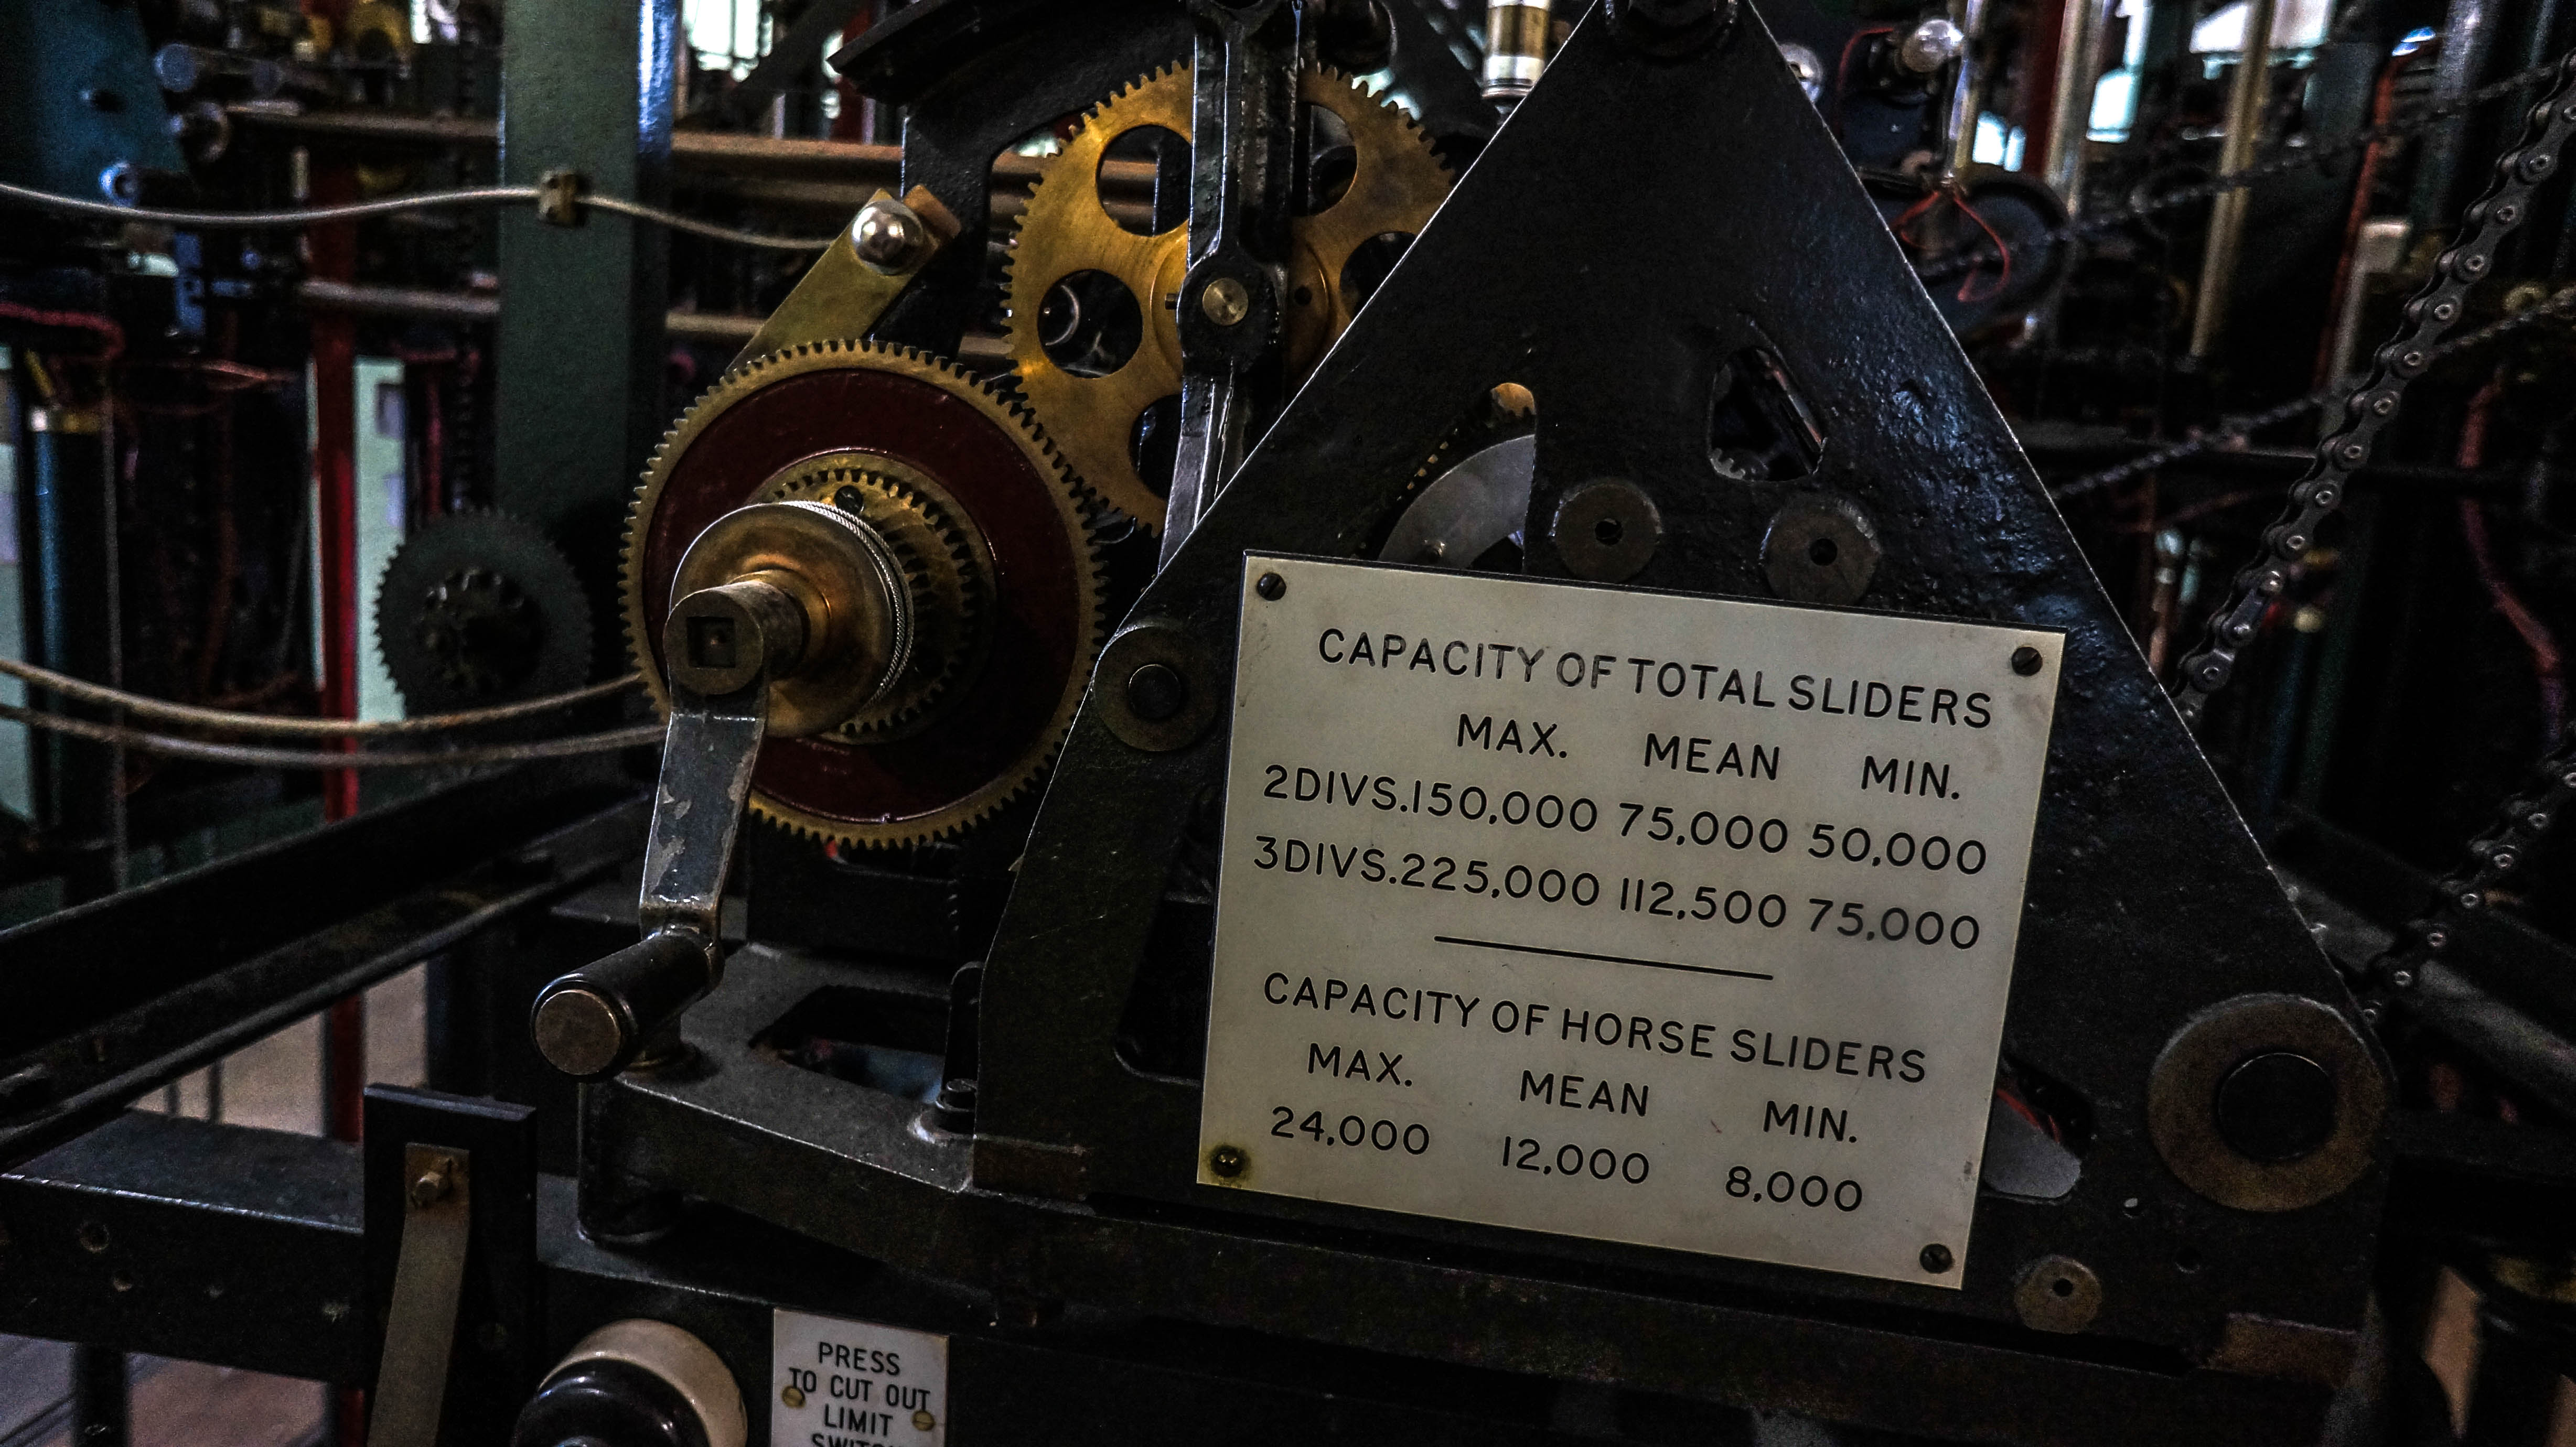 CAPACITY OF TOTAL SLIDERS
MAX. MEAN MIN.
2DIVS. 150,000 75,000 50,000
3DIVS. 225,000 112,500 75,000
CAPACITY OF HORSE SLIDERS
MAX. MEAN MIN.
24,000 12,000 8,000
PRESS
TO CUT OUT
LIMIT